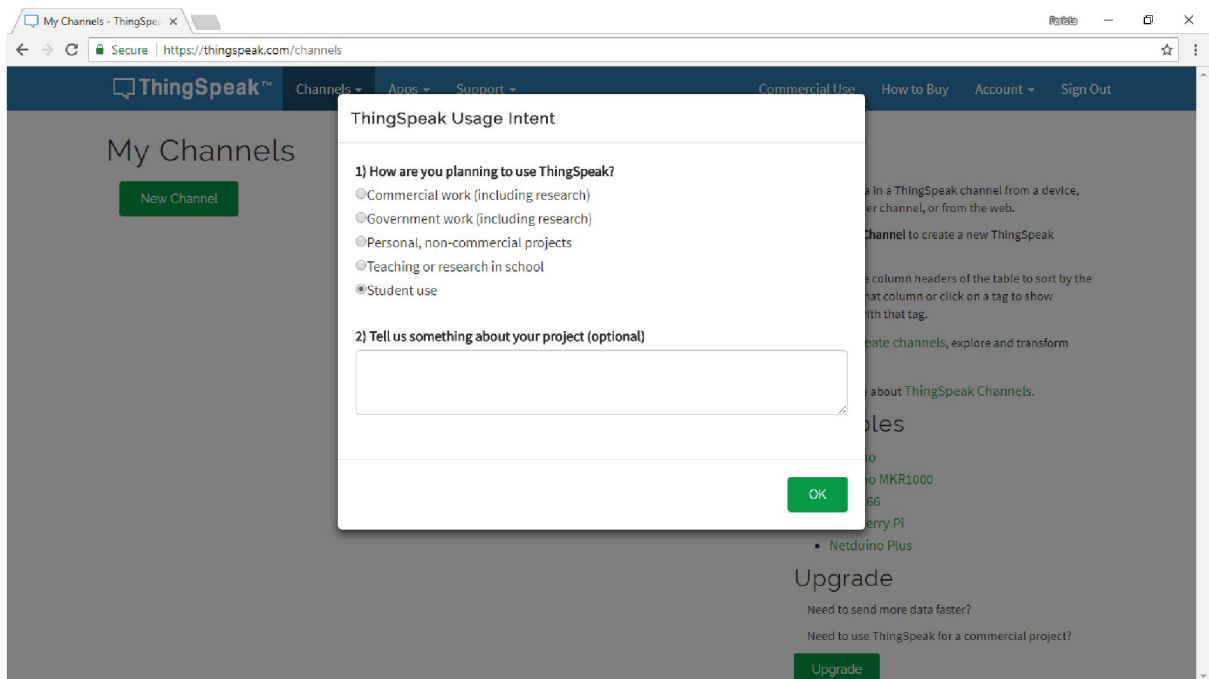 My Channels - ThingSpea
Secure | https://thingspeak.com/channels
ThingSpeak™ Channels Apps Support Commercial Use How to Buy Account Sign Out
My Channels
New Channel
ThingSpeak Usage Intent
1) How are you planning to use ThingSpeak?
Commercial work (including research)
Government work (including research)
Personal, non-commercial projects
Teaching or research in school
Student use
2) Tell us something about your project (optional)
OK
a in a ThingSpeak channel from a device,
er channel, or from the web.
Channel to create a new ThingSpeak
column headers of the table to sort by the
hat column or click on a tag to show
ith that tag.
eate channels, explore and transform
about ThingSpeak Channels.
les
no
o MKR1000
66
erry Pi
• Netduino Plus
Upgrade
Need to send more data faster?
Need to use ThingSpeak for a commercial project?
Upgrade